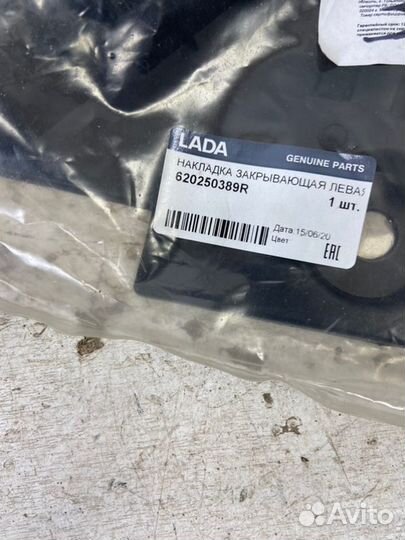 LADA
GENUINE PARTS
НАКЛАДКА ЗАКРЫВАЮЩАЯ ЛЕВАЯ
620250389R
1 шт.
Дата:15/06/20
Цвет:
EAC
Avito